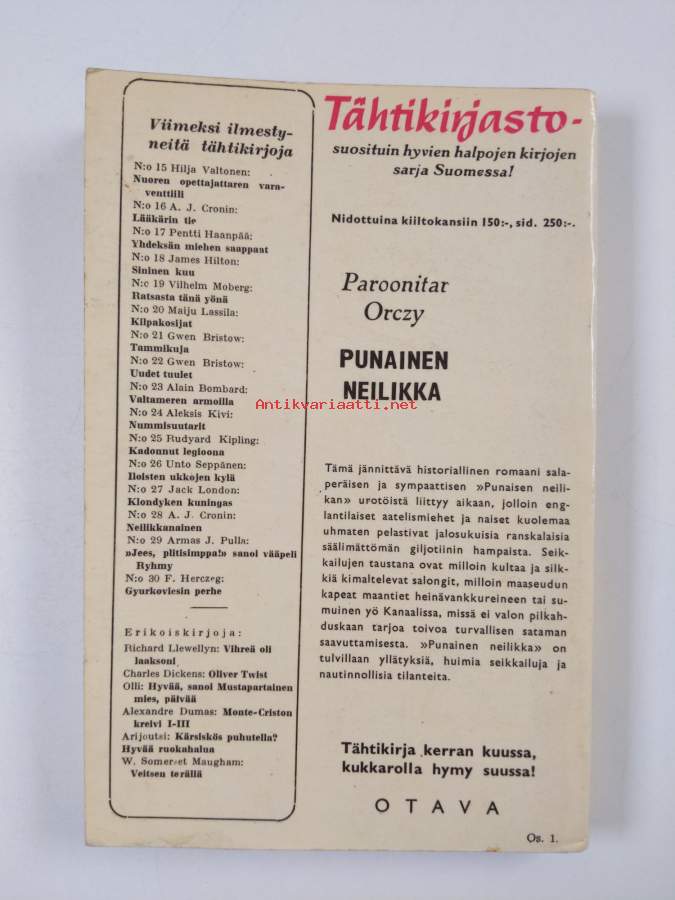 Viimeksi ilmesty-
neitä tähtikirjoja
N:o 15 Hilja Valtonen:
Nuoren opettajattaren vara-
venttiili
N:o 16 A. J. Cronin:
Lääkärin tie
N:o 17 Pentti Haanpää:
Yhdeksän miehen saappaat
N:o 18 James Hilton:
Sininen kuu
N:o 19 Vilhelm Moberg:
Ratsasta tänä yönä
N:o 20 Maiju Lassila:
Kilpakosijat
N:o 21 Gwen Bristow:
Tammikuja
N:o 22 Gwen Bristow:
Uudet tuulet
N:o 23 Alain Bombard:
Valtameren armoilla
N:o 24 Aleksis Kivi:
Nummisuutarit
N:o 25 Rudyard Kipling:
Kadonnut legioona
N:o 26 Unto Seppänen:
Iloisten ukkojen kylä
N:o 27 Jack London:
Klondyken kuningas
N:o 28 A. J. Cronin:
Neilikkanainen
N:o 29 Armas J. Pulla:
»Jees, plitisimppa!» sanoi vääpeli
Ryhmy
N:o 30 F. Herczeg:
Gyurkoviesin perhe
Erikoiskirjoja:
Richard Llewellyn: Vihreä oli
laaksoni
Charles Dickens: Oliver Twist
Olli: Hyvää, sanoi Mustapartainen
mies, päivää
Alexandre Dumas: Monte-Criston
kreivi I-III
Arijoutsi: Kärsiskös puhutella?
Hyvää ruokahalua
W. Somerset Maugham:
Veitsen terällä
Tähtikirjasto-
suosituin hyvien halpojen kirjojen
sarja Suomessa!
Nidottuina kiiltokansiin 150:-, sid. 250:-.
Paroonitar
Orczy
PUNAINEN
NEILIKKA
Antikvariaatti.net
Tämä jännittävä historiallinen romaani sala-
peräisen ja sympaattisen »Punaisen neili-
kan» urotöistä liittyy aikaan, jolloin eng-
lantilaiset aatelismiehet ja naiset kuolemaa
uhmaten pelastivat jalosukuisia ranskalaisia
säälimättömän giljotiinin hampaista. Seik-
kailujen taustana ovat milloin kultaa ja silk-
kiä kimaltelevat salongit, milloin maaseudun
kapeat maantiet heinävankkureineen tai su-
muinen yö Kanaalissa, missä ei valon pilkah-
duskaan tarjoa toivoa turvallisen sataman
saavuttamisesta. »Punainen neilikka» on
tulvillaan yllätyksiä, huimia seikkailuja ja
nautinnollisia tilanteita.
Tähtikirja kerran kuussa,
kukkarolla hymy suussa!
OTAVA
Os. 1.